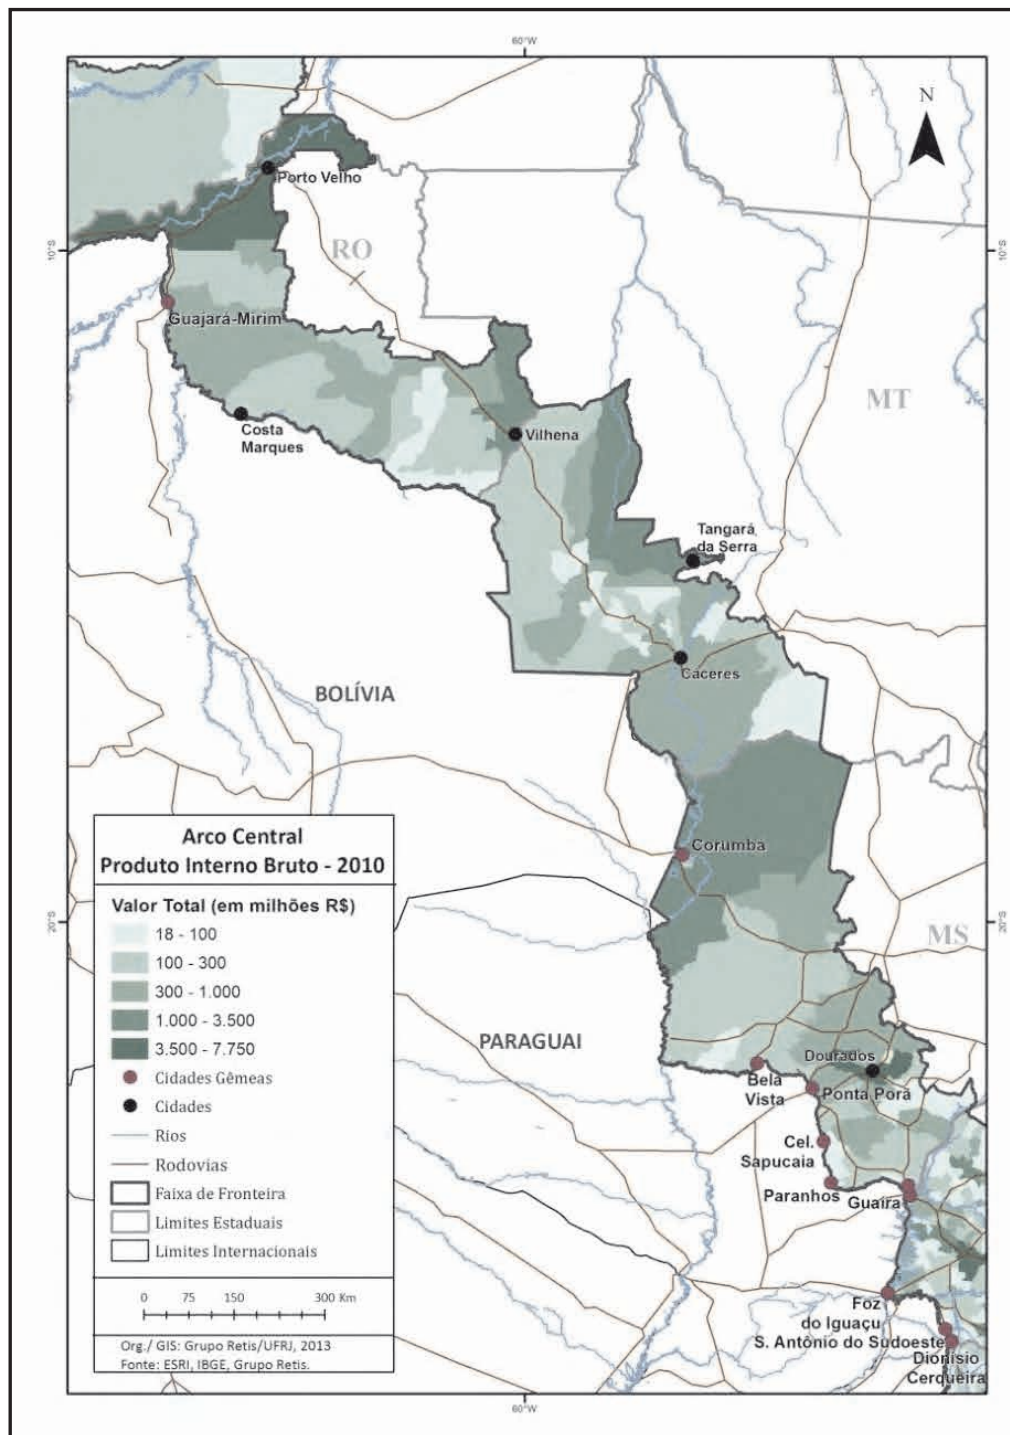 60°W
N
Porto Velho
RO
10°S
10°S
Guajará-Mirim
MT
Costa
Marques
Vilhena
Tangará
da Serra
Cáceres
BOLÍVIA
Corumba
Arco Central
Produto Interno Bruto - 2010
Valor Total (em milhões R$)
18 - 100
100 - 300
300 - 1.000
1.000 - 3.500
3.500 - 7.750
Cidades Gêmeas
Cidades
Rios
Rodovias
Faixa de Fronteira
Limites Estaduais
Limites Internacionais
0 75 150 300 Km
Org./ GIS: Grupo Retis/UFRJ, 2013
Fonte: ESRI, IBGE, Grupo Retis.
20°S
20°S
MS
PARAGUAI
Dourados
Bela
Vista
Ponta Porã
Cel.
Sapucaia
Paranhos
Guaíra
Foz
do Iguaçu
S. Antônio do Sudoeste
Dionísio
Cerqueira
60°W